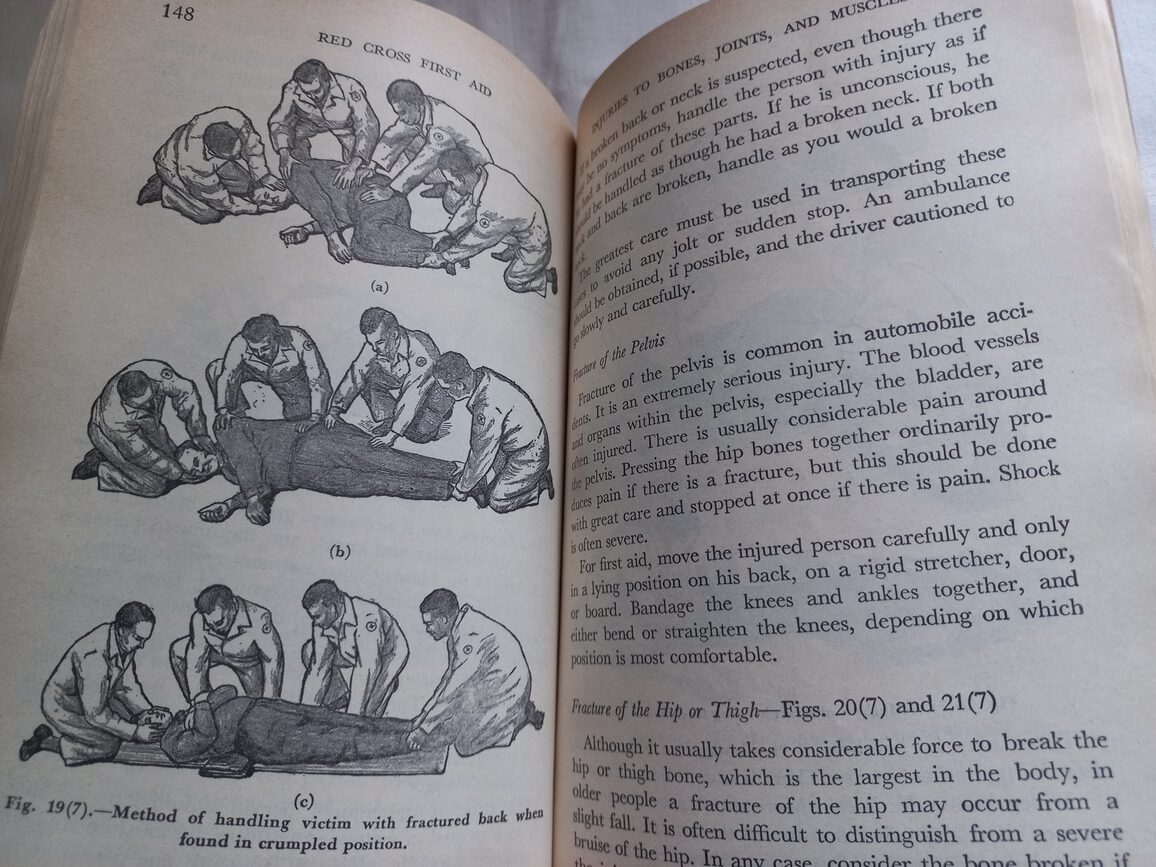 148
RED CROSS FIRST AID
(a)
(b)
(c)
Fig. 19(7).—Method of handling victim with fractured back when
found in crumpled position.
INJURIES TO BONES, JOINTS, AND MUSCLES
If a broken back or neck is suspected, even though there
be no symptoms, handle the person with injury as if
he had a fracture of these parts. If he is unconscious, he
should be handled as though he had a broken neck. If both
neck and back are broken, handle as you would a broken
neck.
The greatest care must be used in transporting these
cases to avoid any jolt or sudden stop. An ambulance
should be obtained, if possible, and the driver cautioned to
go slowly and carefully.
Fracture of the Pelvis
Fracture of the pelvis is common in automobile acci-
dents. It is an extremely serious injury. The blood vessels
and organs within the pelvis, especially the bladder, are
often injured. There is usually considerable pain around
the pelvis. Pressing the hip bones together ordinarily pro-
duces pain if there is a fracture, but this should be done
with great care and stopped at once if there is pain. Shock
is often severe.
For first aid, move the injured person carefully and only
in a lying position on his back, on a rigid stretcher, door,
or board. Bandage the knees and ankles together, and
either bend or straighten the knees, depending on which
position is most comfortable.
Fracture of the Hip or Thigh—Figs. 20(7) and 21(7)
Although it usually takes considerable force to break the
hip or thigh bone, which is the largest in the body, in
older people a fracture of the hip may occur from a
slight fall. It is often difficult to distinguish from a severe
bruise of the hip. In any case, consider the bone broken if